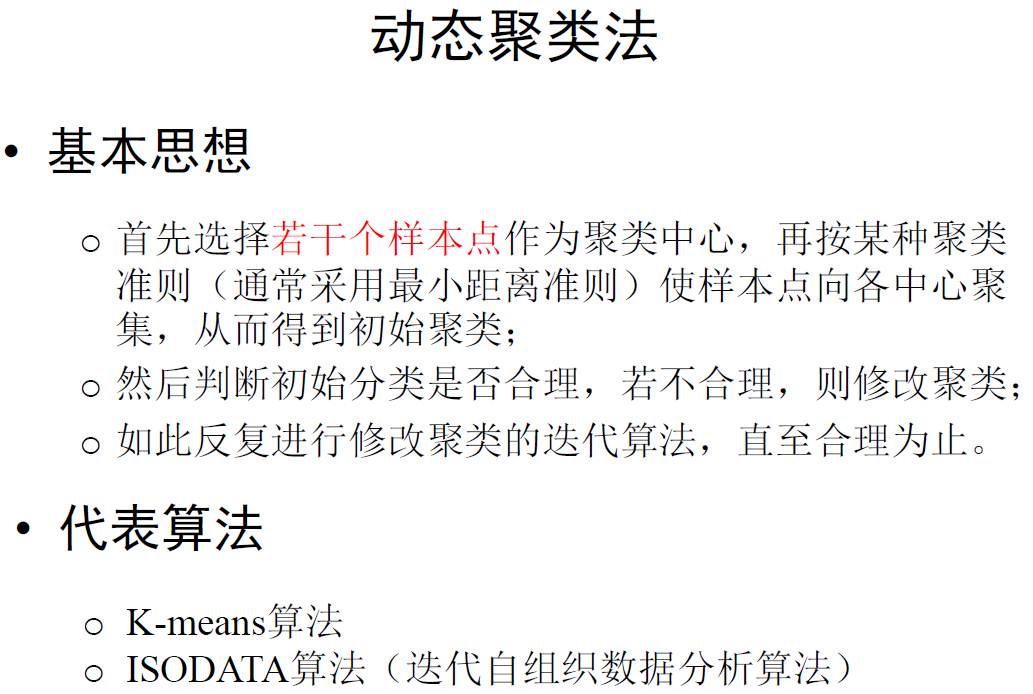 动态聚类法
• 基本思想
o 首先选择若干个样本点作为聚类中心，再按某种聚类
准则（通常采用最小距离准则）使样本点向各中心聚
集，从而得到初始聚类；
o 然后判断初始分类是否合理，若不合理，则修改聚类；
o 如此反复进行修改聚类的迭代算法，直至合理为止。
• 代表算法
o K-means算法
o ISODATA算法（迭代自组织数据分析算法）